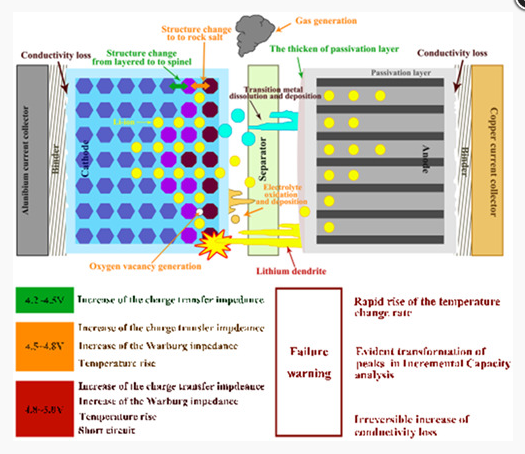 Gas generation
Structure change
to to rock salt
Structure change
from layered to to spinel
The thicken of passivation layer
Conductivity loss
Conductivity loss
Passivation layer
Transition metal
dissolution and deposition
Li-ion
Alunibium current collector
Binder
Cathode
Separator
Anode
Binder
Copper current collector
Electrolyte
oxidation
and deposition
Oxygen vacancy generation
Lithium dendrite
4.2~4.5V
Increase of the charge transfer impedance
4.5~4.8V
Increase of the charge transfer impdeance
Increase of the Warburg impedance
Temperature rise
4.8~5.8V
Increase of the charge transfer impdeance
Increase of the Warburg impedance
Temperature rise
Short circuit
Failure
warning
Rapid rise of the temperature
change rate
Evident transformation of
peaks in Incremental Capacity
analysis
Irreversible increase of
conductivity loss